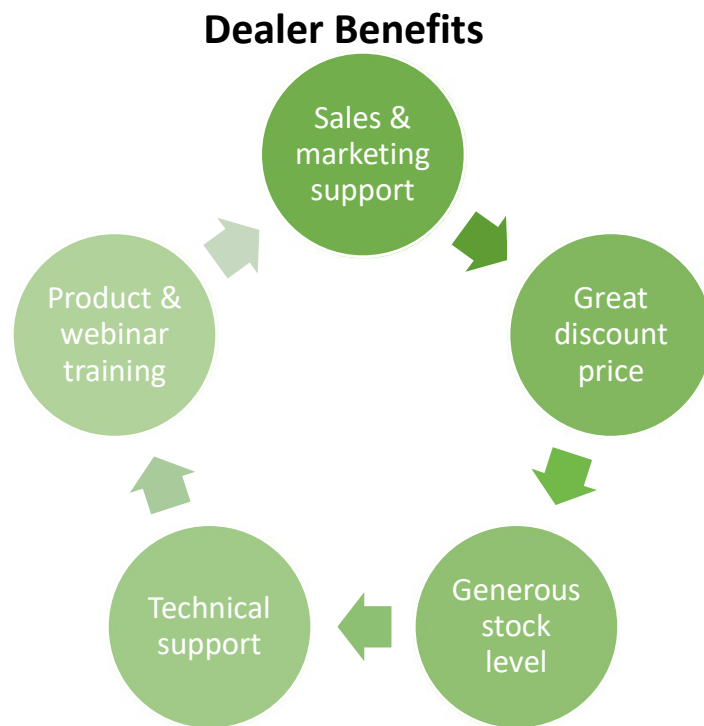 Dealer Benefits
Sales &
marketing
support
Great
discount
price
Generous
stock
level
Technical
support
Product &
webinar
training